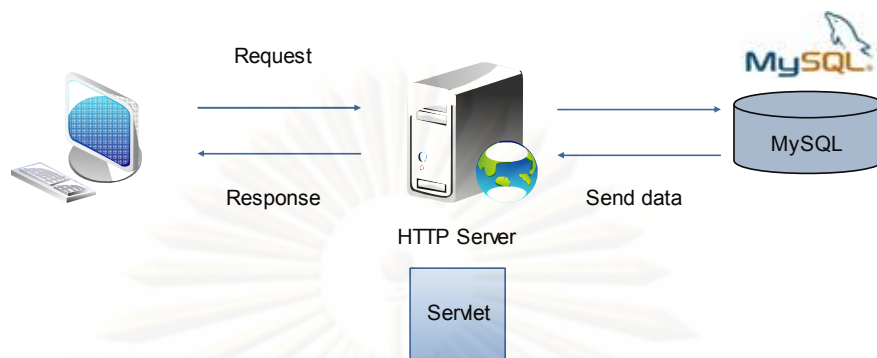 Request
MySQL
MySQL
Response
Send data
HTTP Server
Servlet